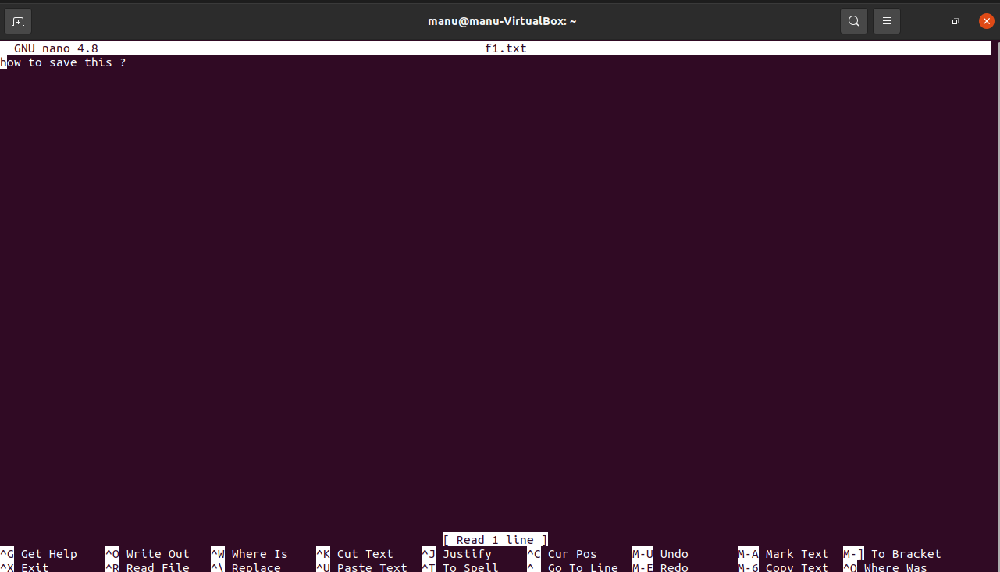 manu@manu-VirtualBox: ~
GNU nano 4.8 f1.txt
how to save this ?
[ Read 1 line ]
^G Get Help ^O Write Out ^W Where Is ^K Cut Text ^J Justify ^C Cur Pos M-U Undo M-A Mark Text M-] To Bracket
^X Exit ^R Read File ^\ Replace ^U Paste Text ^T To Spell ^_ Go To Line M-E Redo M-6 Copy Text ^Q Where Was